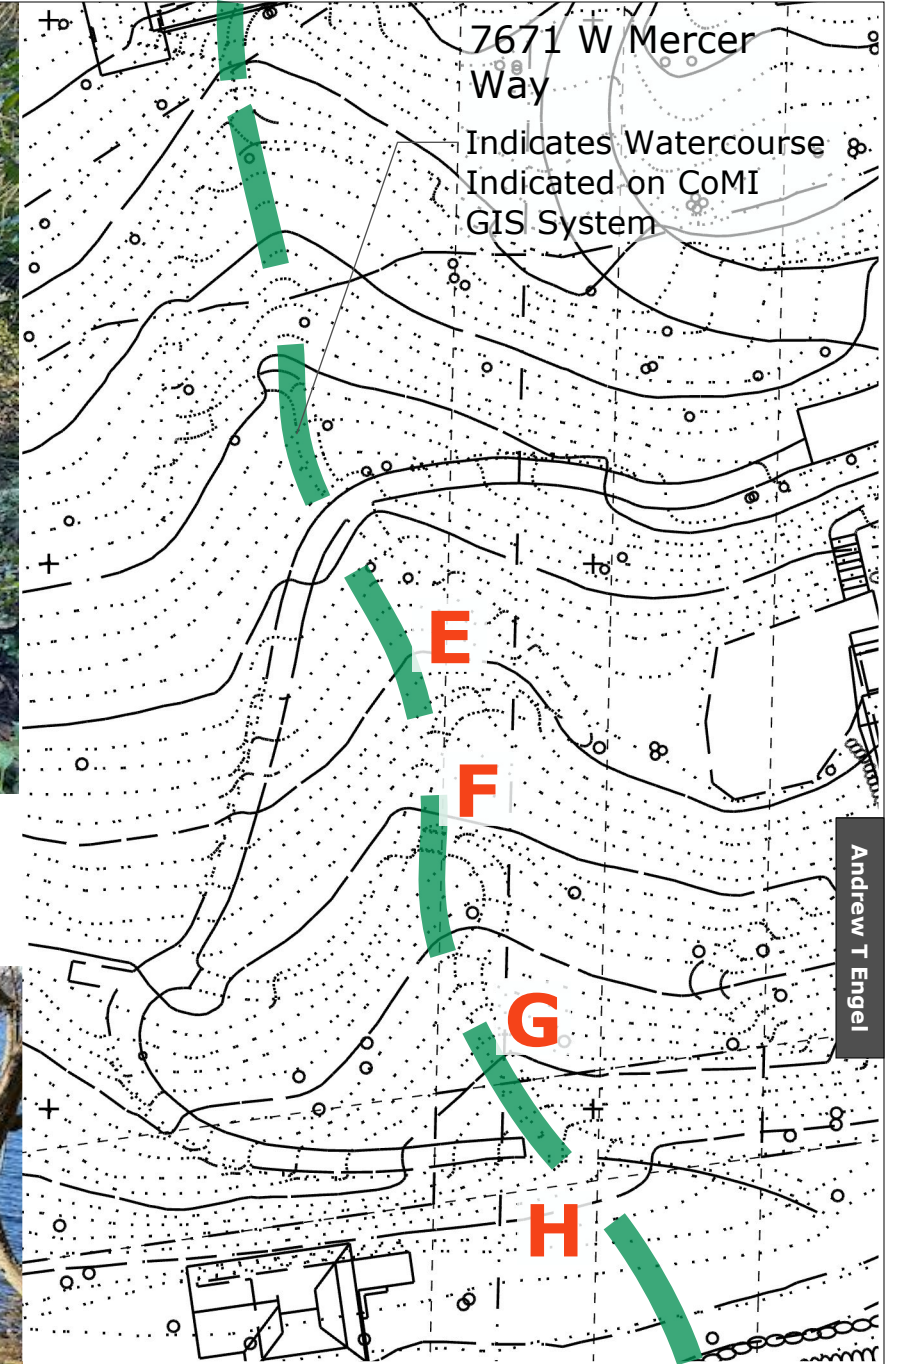 7671 W Mercer
Way
Indicates Watercourse
Indicated on CoMI
GIS System
E
F
Andrew T Engel
G
H